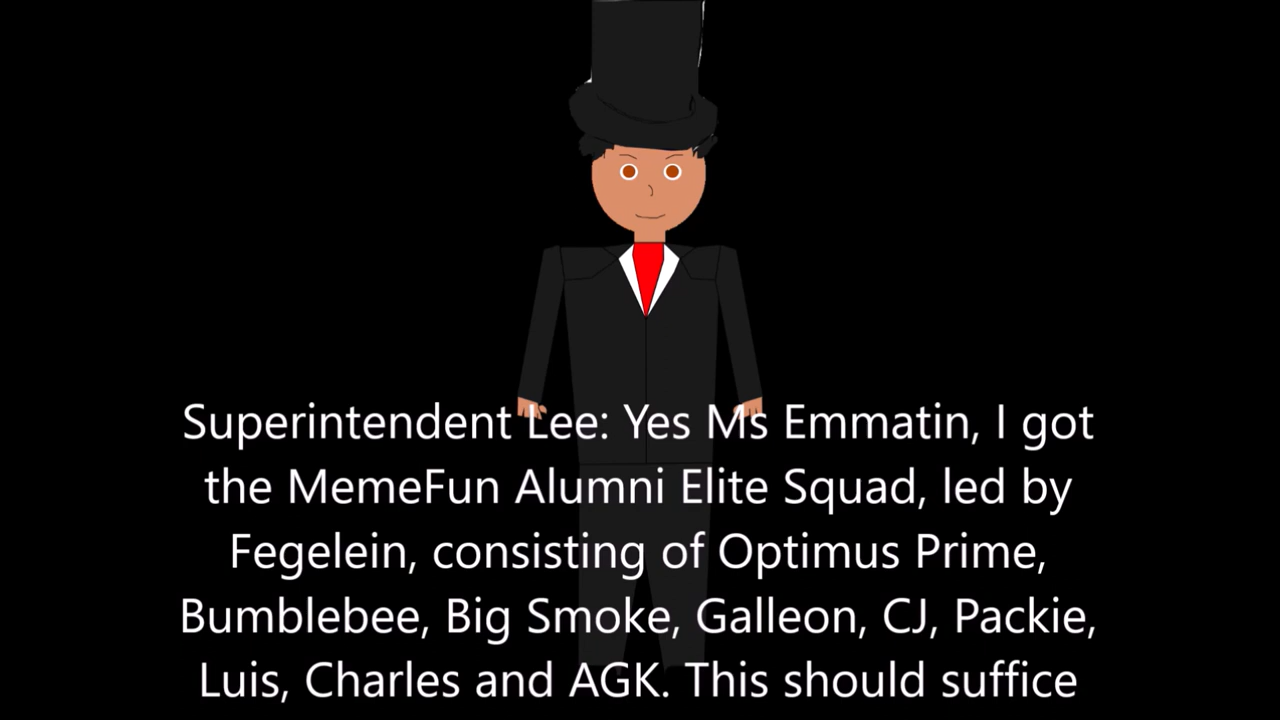 Superintendent Lee: Yes Ms Emmatin, I got
the MemeFun Alumni Elite Squad, led by
Fegelein, consisting of Optimus Prime,
Bumblebee, Big Smoke, Galleon, CJ, Packie,
Luis, Charles and AGK. This should suffice